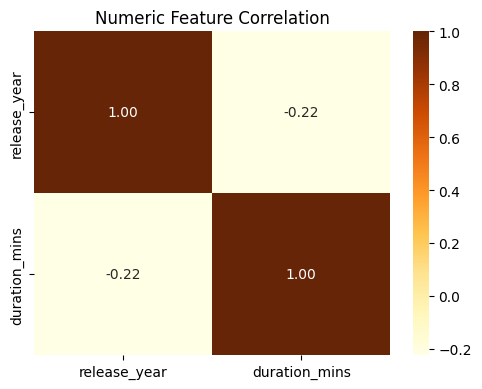 Numeric Feature Correlation
release_year
1.00
-0.22
duration_mins
-0.22
1.00
release_year
duration_mins
1.0
0.8
0.6
0.4
0.2
0.0
−0.2